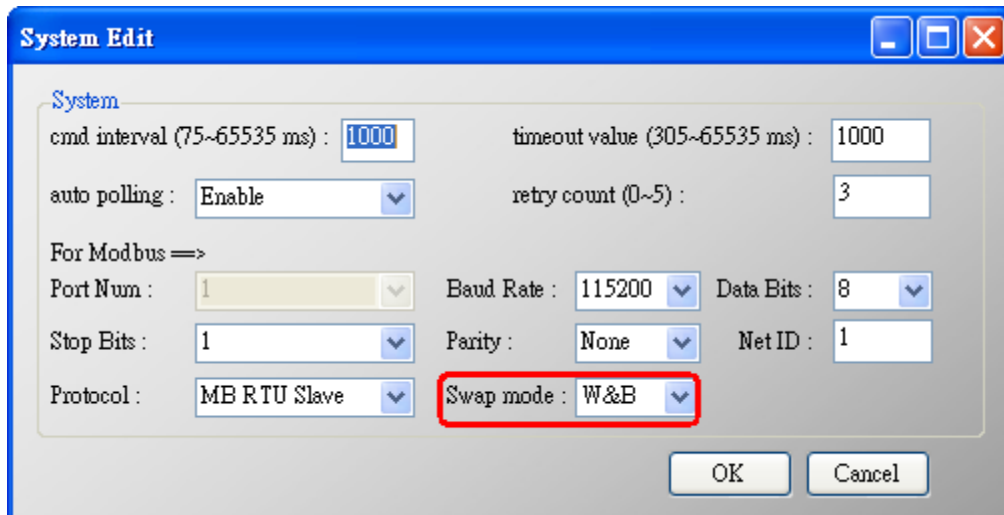 System Edit
System
cmd interval (75~65535 ms) : 1000 timeout value (305~65535 ms) : 1000
auto polling : Enable retry count (0~5) : 3
For Modbus ==>
Port Num : 1 Baud Rate : 115200 Data Bits : 8
Stop Bits : 1 Parity : None Net ID : 1
Protocol : MB RTU Slave Swap mode : W&B
OK Cancel